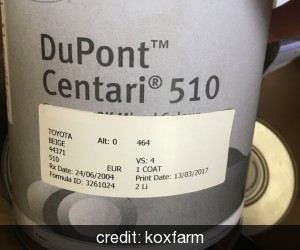 DuPont™
Centari® 510
TOYOTA Alt: 0 464
BEIGE
44371 VS: 4
510 EUR 1 COAT
Rx Date: 24/06/2004 Print Date: 13/03/2017
Formula ID: 3261024 2 Li
credit: koxfarm